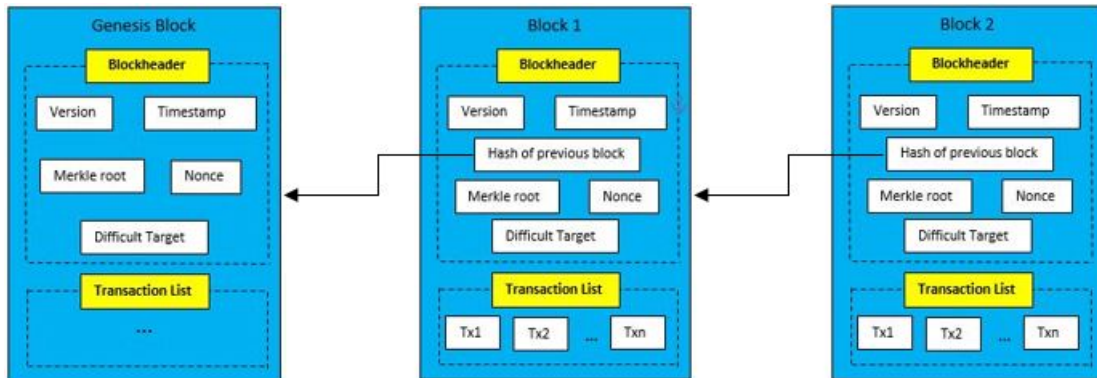 Genesis Block
Blockheader
Version Timestamp
Merkle root Nonce
Difficult Target
Transaction List
...
Block 1
Blockheader
Version Timestamp
Hash of previous block
Merkle root Nonce
Difficult Target
Transaction List
Tx1 Tx2 ... Txn
Block 2
Blockheader
Version Timestamp
Hash of previous block
Merkle root Nonce
Difficult Target
Transaction List
Tx1 Tx2 ... Txn